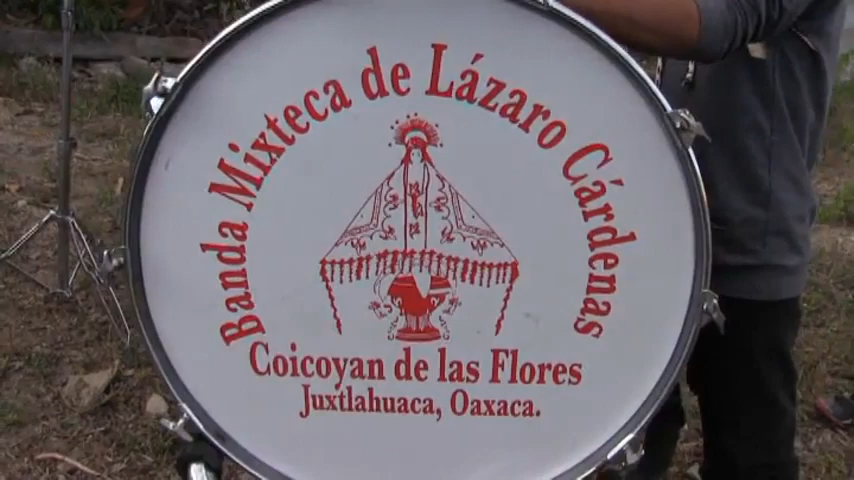 Banda Mixteca de Lázaro Cárdenas
Coicoyan de las Flores
Juxtlahuaca, Oaxaca.